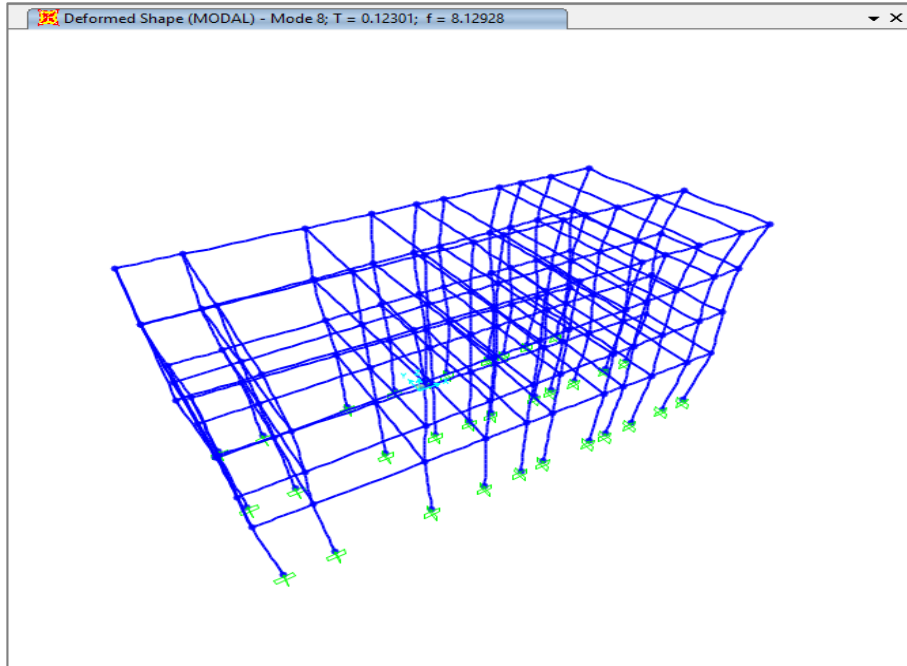 Deformed Shape (MODAL) - Mode 8; T = 0.12301;  f = 8.12928